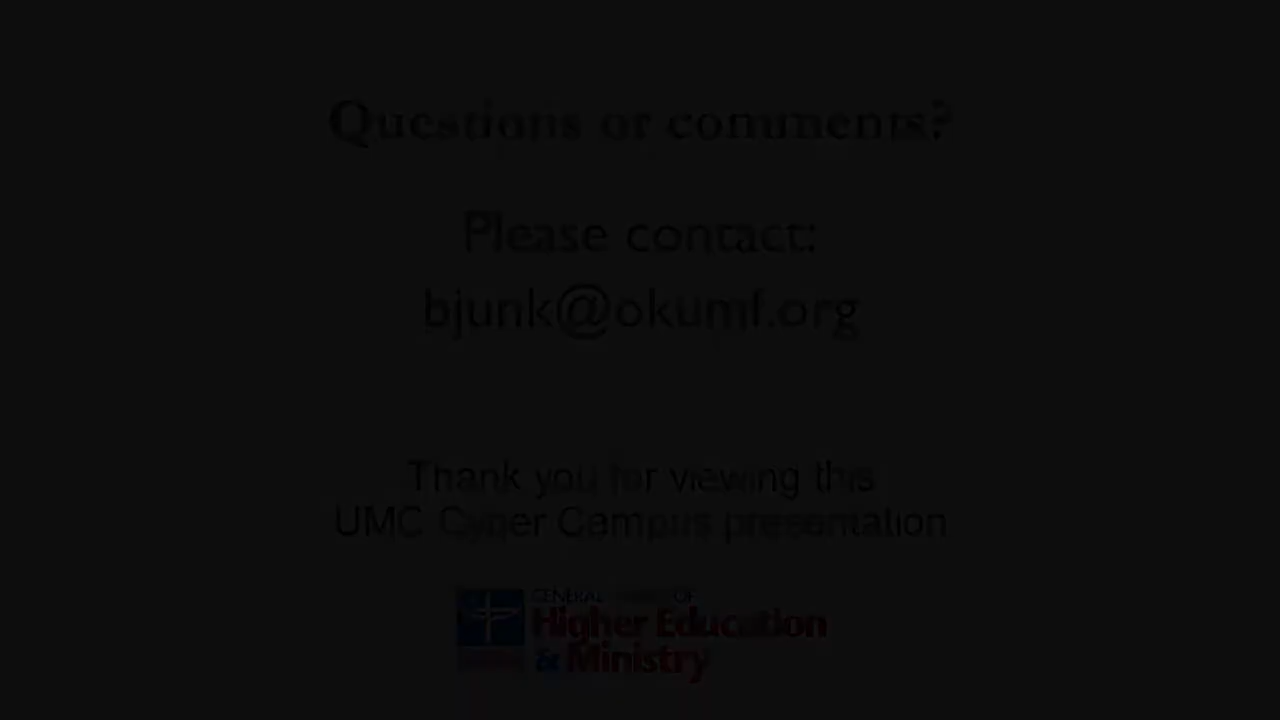 Questions or comments?
Please contact:
bjunk@okumf.org
Thank you for viewing this
UMC Cyber Campus presentation
GENERAL OF
Higher Education
& Ministry